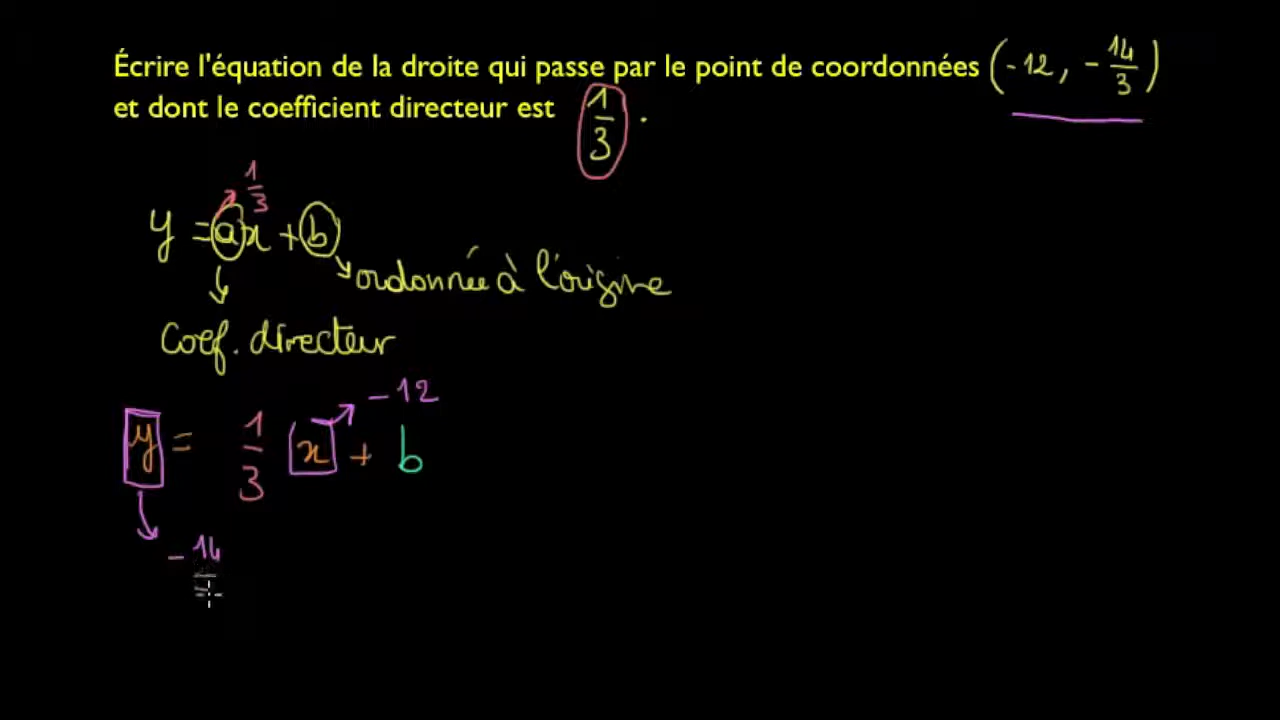 Écrire l'équation de la droite qui passe par le point de coordonnées (-12, -14/3)
et dont le coefficient directeur est 1/3.
1/3
y = ax + b
ordonnée à l'origine
Coef. directeur
-12
y = 1/3 x + b
-14